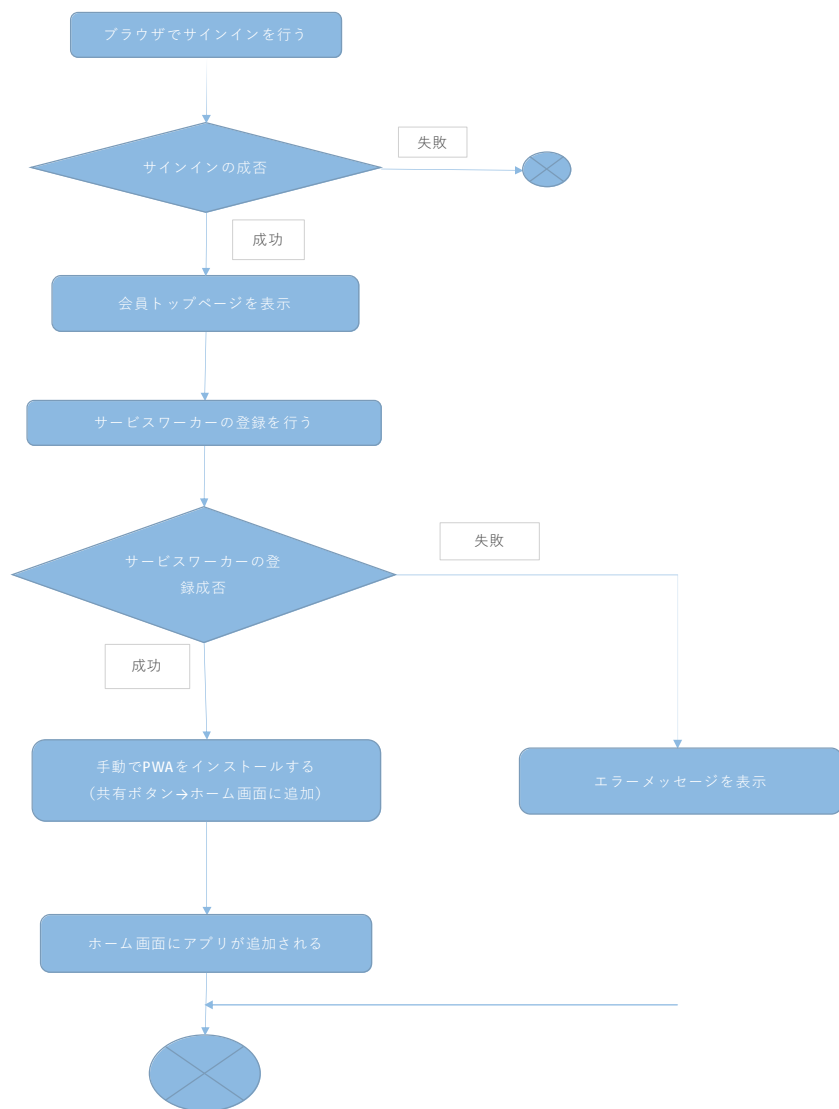 ブラウザでサインインを行う
サインインの成否
失敗
成功
会員トップページを表示
サービスワーカーの登録を行う
サービスワーカーの登
録成否
失敗
成功
手動でPWAをインストールする
（共有ボタン→ホーム画面に追加）
エラーメッセージを表示
ホーム画面にアプリが追加される